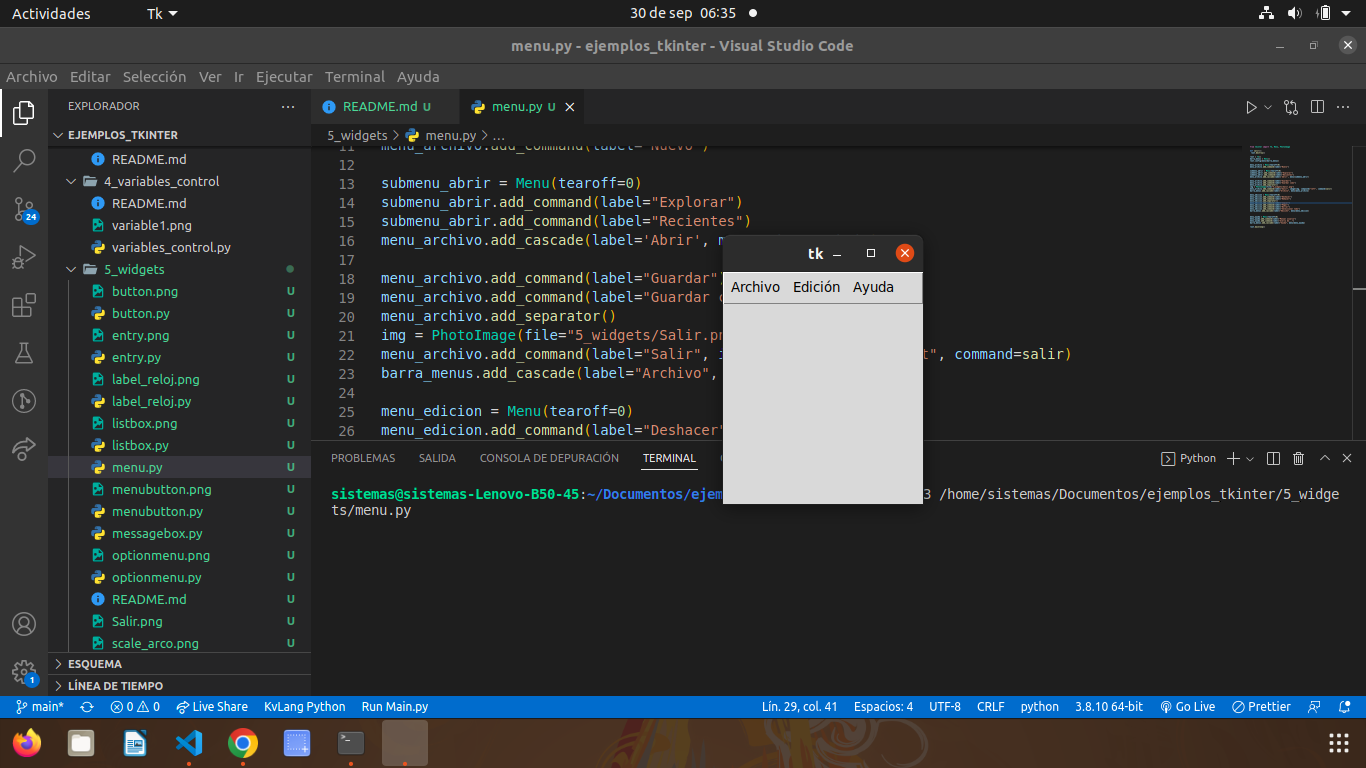 Actividades Tk 30 de sep 06:35
menu.py - ejemplos_tkinter - Visual Studio Code
Archivo Editar Selección Ver Ir Ejecutar Terminal Ayuda
EXPLORADOR
EJEMPLOS_TKINTER
README.md
4_variables_control
README.md
variable1.png
variables_control.py
5_widgets
button.png U
button.py U
entry.png U
entry.py U
label_reloj.png U
label_reloj.py U
listbox.png U
listbox.py U
menu.py U
menubutton.png U
menubutton.py U
messagebox.py U
optionmenu.png U
optionmenu.py U
README.md U
Salir.png U
scale_arco.png U
ESQUEMA
LÍNEA DE TIEMPO
24
1
README.md U menu.py U
5_widgets > menu.py > ...
11 menu_archivo.add_command(label="Nuevo")
12
13 submenu_abrir = Menu(tearoff=0)
14 submenu_abrir.add_command(label="Explorar")
15 submenu_abrir.add_command(label="Recientes")
16 menu_archivo.add_cascade(label='Abrir',
17
18 menu_archivo.add_command(label="Guardar")
19 menu_archivo.add_command(label="Guardar
20 menu_archivo.add_separator()
21 img = PhotoImage(file="5_widgets/Salir.pn
22 menu_archivo.add_command(label="Salir", t", command=salir)
23 barra_menus.add_cascade(label="Archivo",
24
25 menu_edicion = Menu(tearoff=0)
26 menu_edicion.add_command(label="Deshacer"
tk
Archivo Edición Ayuda
PROBLEMAS SALIDA CONSOLA DE DEPURACIÓN TERMINAL Python
sistemas@sistemas-Lenovo-B50-45:~/Documentos/ejem 3 /home/sistemas/Documentos/ejemplos_tkinter/5_widge
ts/menu.py
main* 0 0 Live Share KvLang Python Run Main.py Lín. 29, col. 41 Espacios: 4 UTF-8 CRLF python 3.8.10 64-bit Go Live Prettier